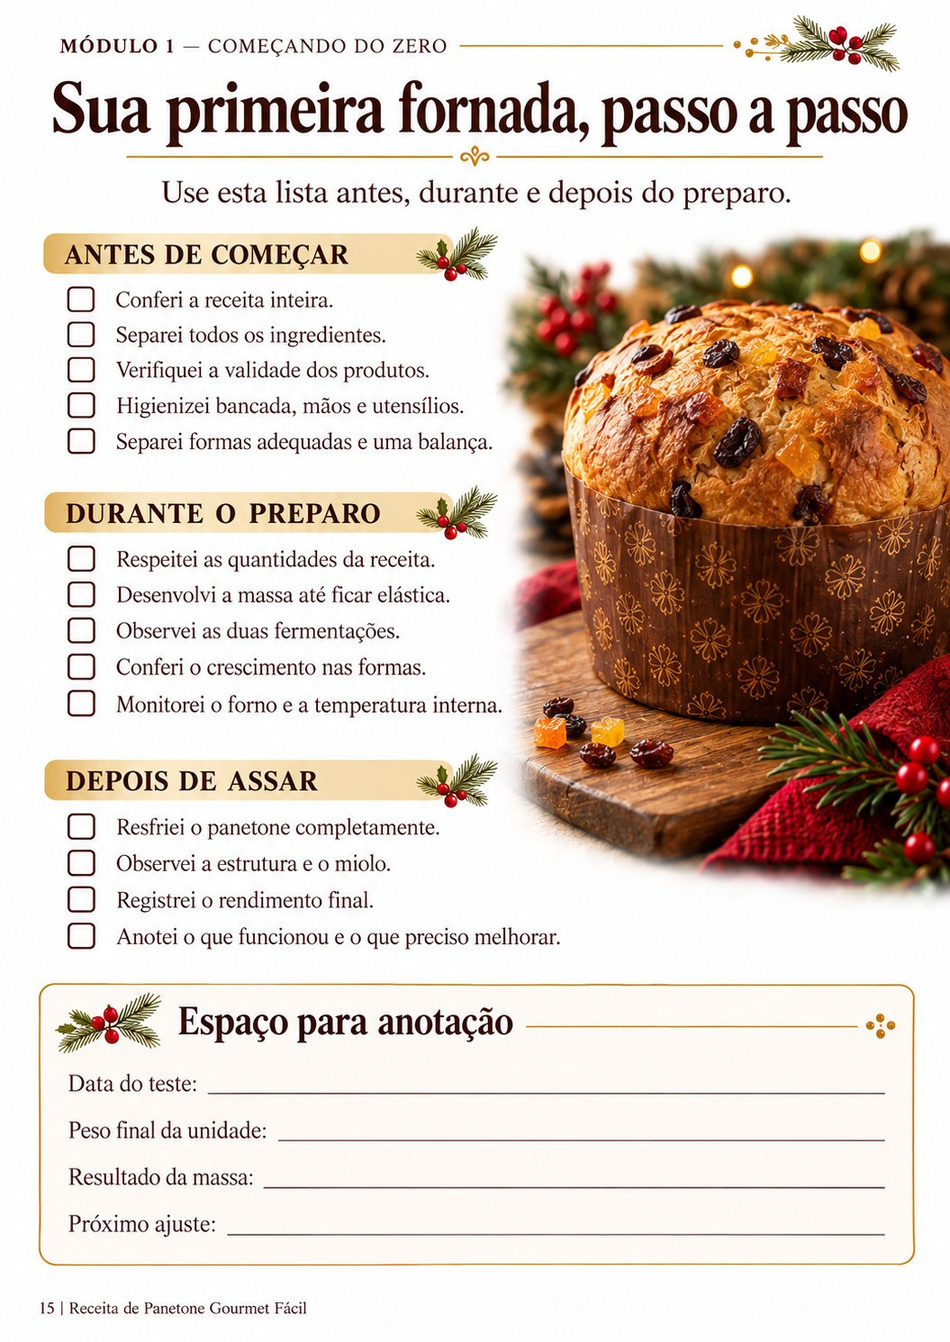 MÓDULO 1 — COMEÇANDO DO ZERO
Sua primeira fornada, passo a passo
Use esta lista antes, durante e depois do preparo.
ANTES DE COMEÇAR
Conferi a receita inteira.
Separei todos os ingredientes.
Verifiquei a validade dos produtos.
Higienizei bancada, mãos e utensílios.
Separei formas adequadas e uma balança.
DURANTE O PREPARO
Respeitei as quantidades da receita.
Desenvolvi a massa até ficar elástica.
Observei as duas fermentações.
Conferi o crescimento nas formas.
Monitorei o forno e a temperatura interna.
DEPOIS DE ASSAR
Resfriei o panetone completamente.
Observei a estrutura e o miolo.
Registrei o rendimento final.
Anotei o que funcionou e o que preciso melhorar.
Espaço para anotação
Data do teste:
Peso final da unidade:
Resultado da massa:
Próximo ajuste:
15 | Receita de Panetone Gourmet Fácil